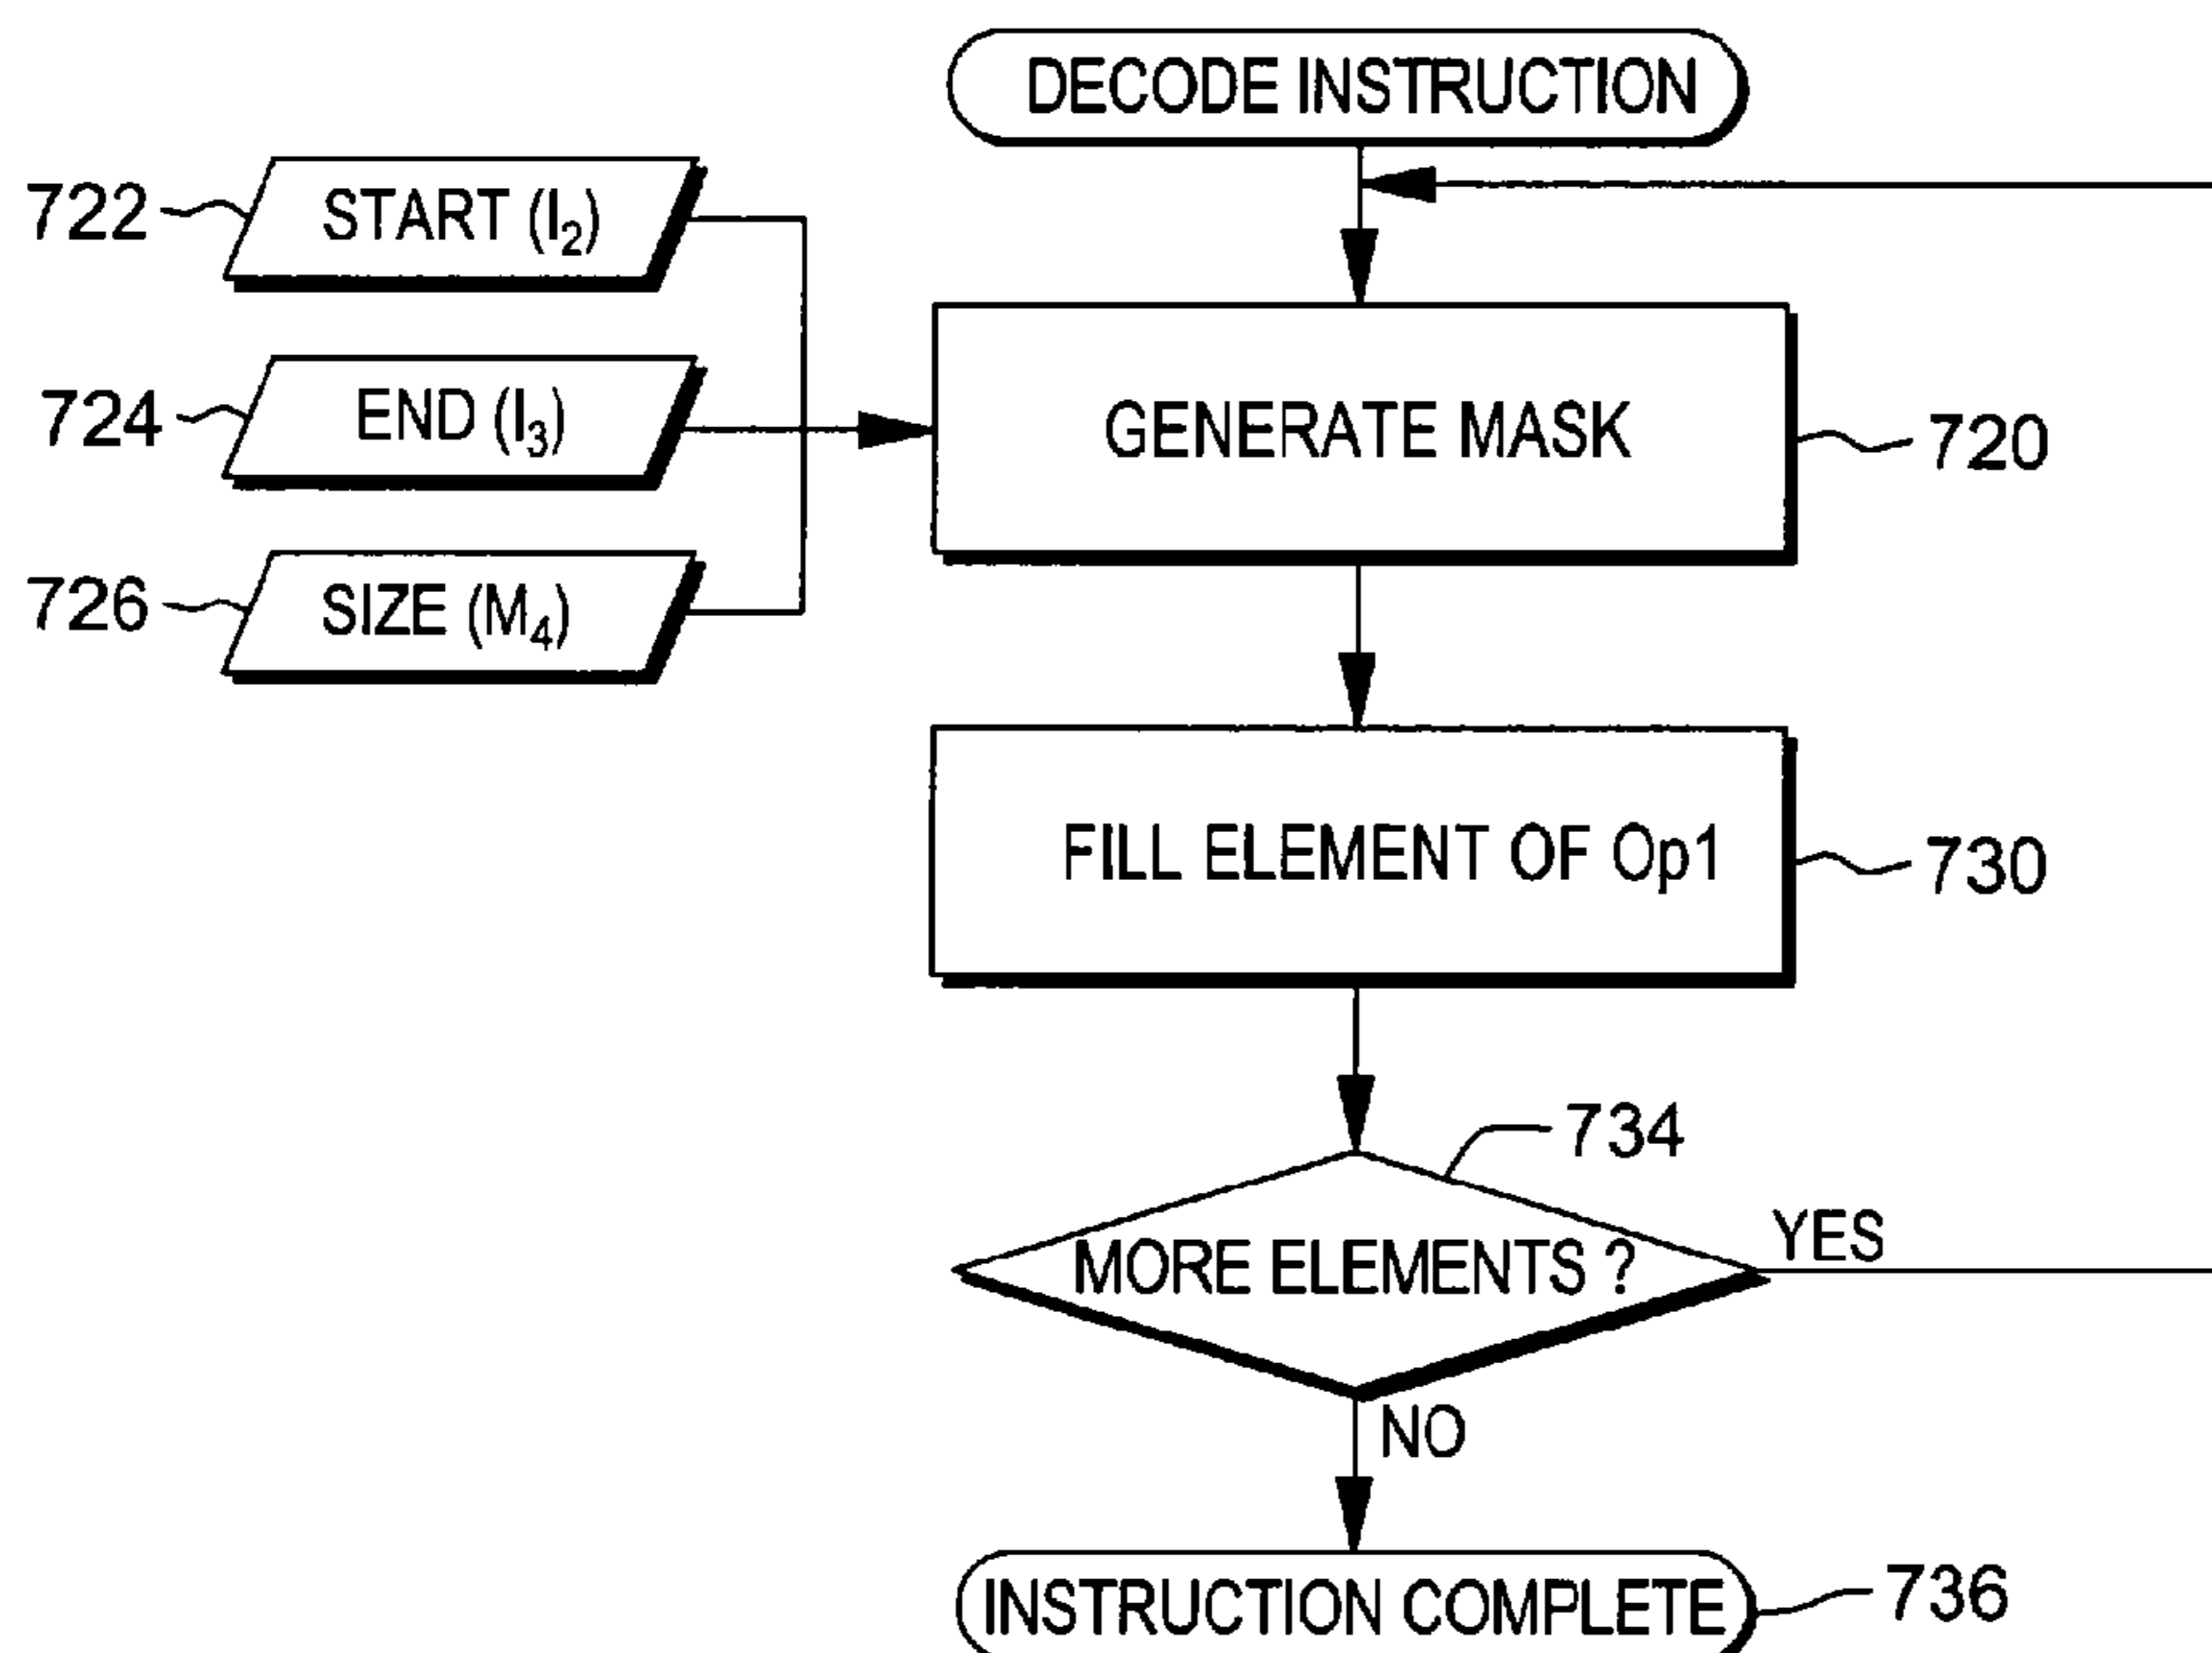 DECODE INSTRUCTION
722 START (I₂)
724 END (I₃)
GENERATE MASK 720
726 SIZE (M₄)
FILL ELEMENT OF Op1 730
734
MORE ELEMENTS ? YES
NO
INSTRUCTION COMPLETE 736